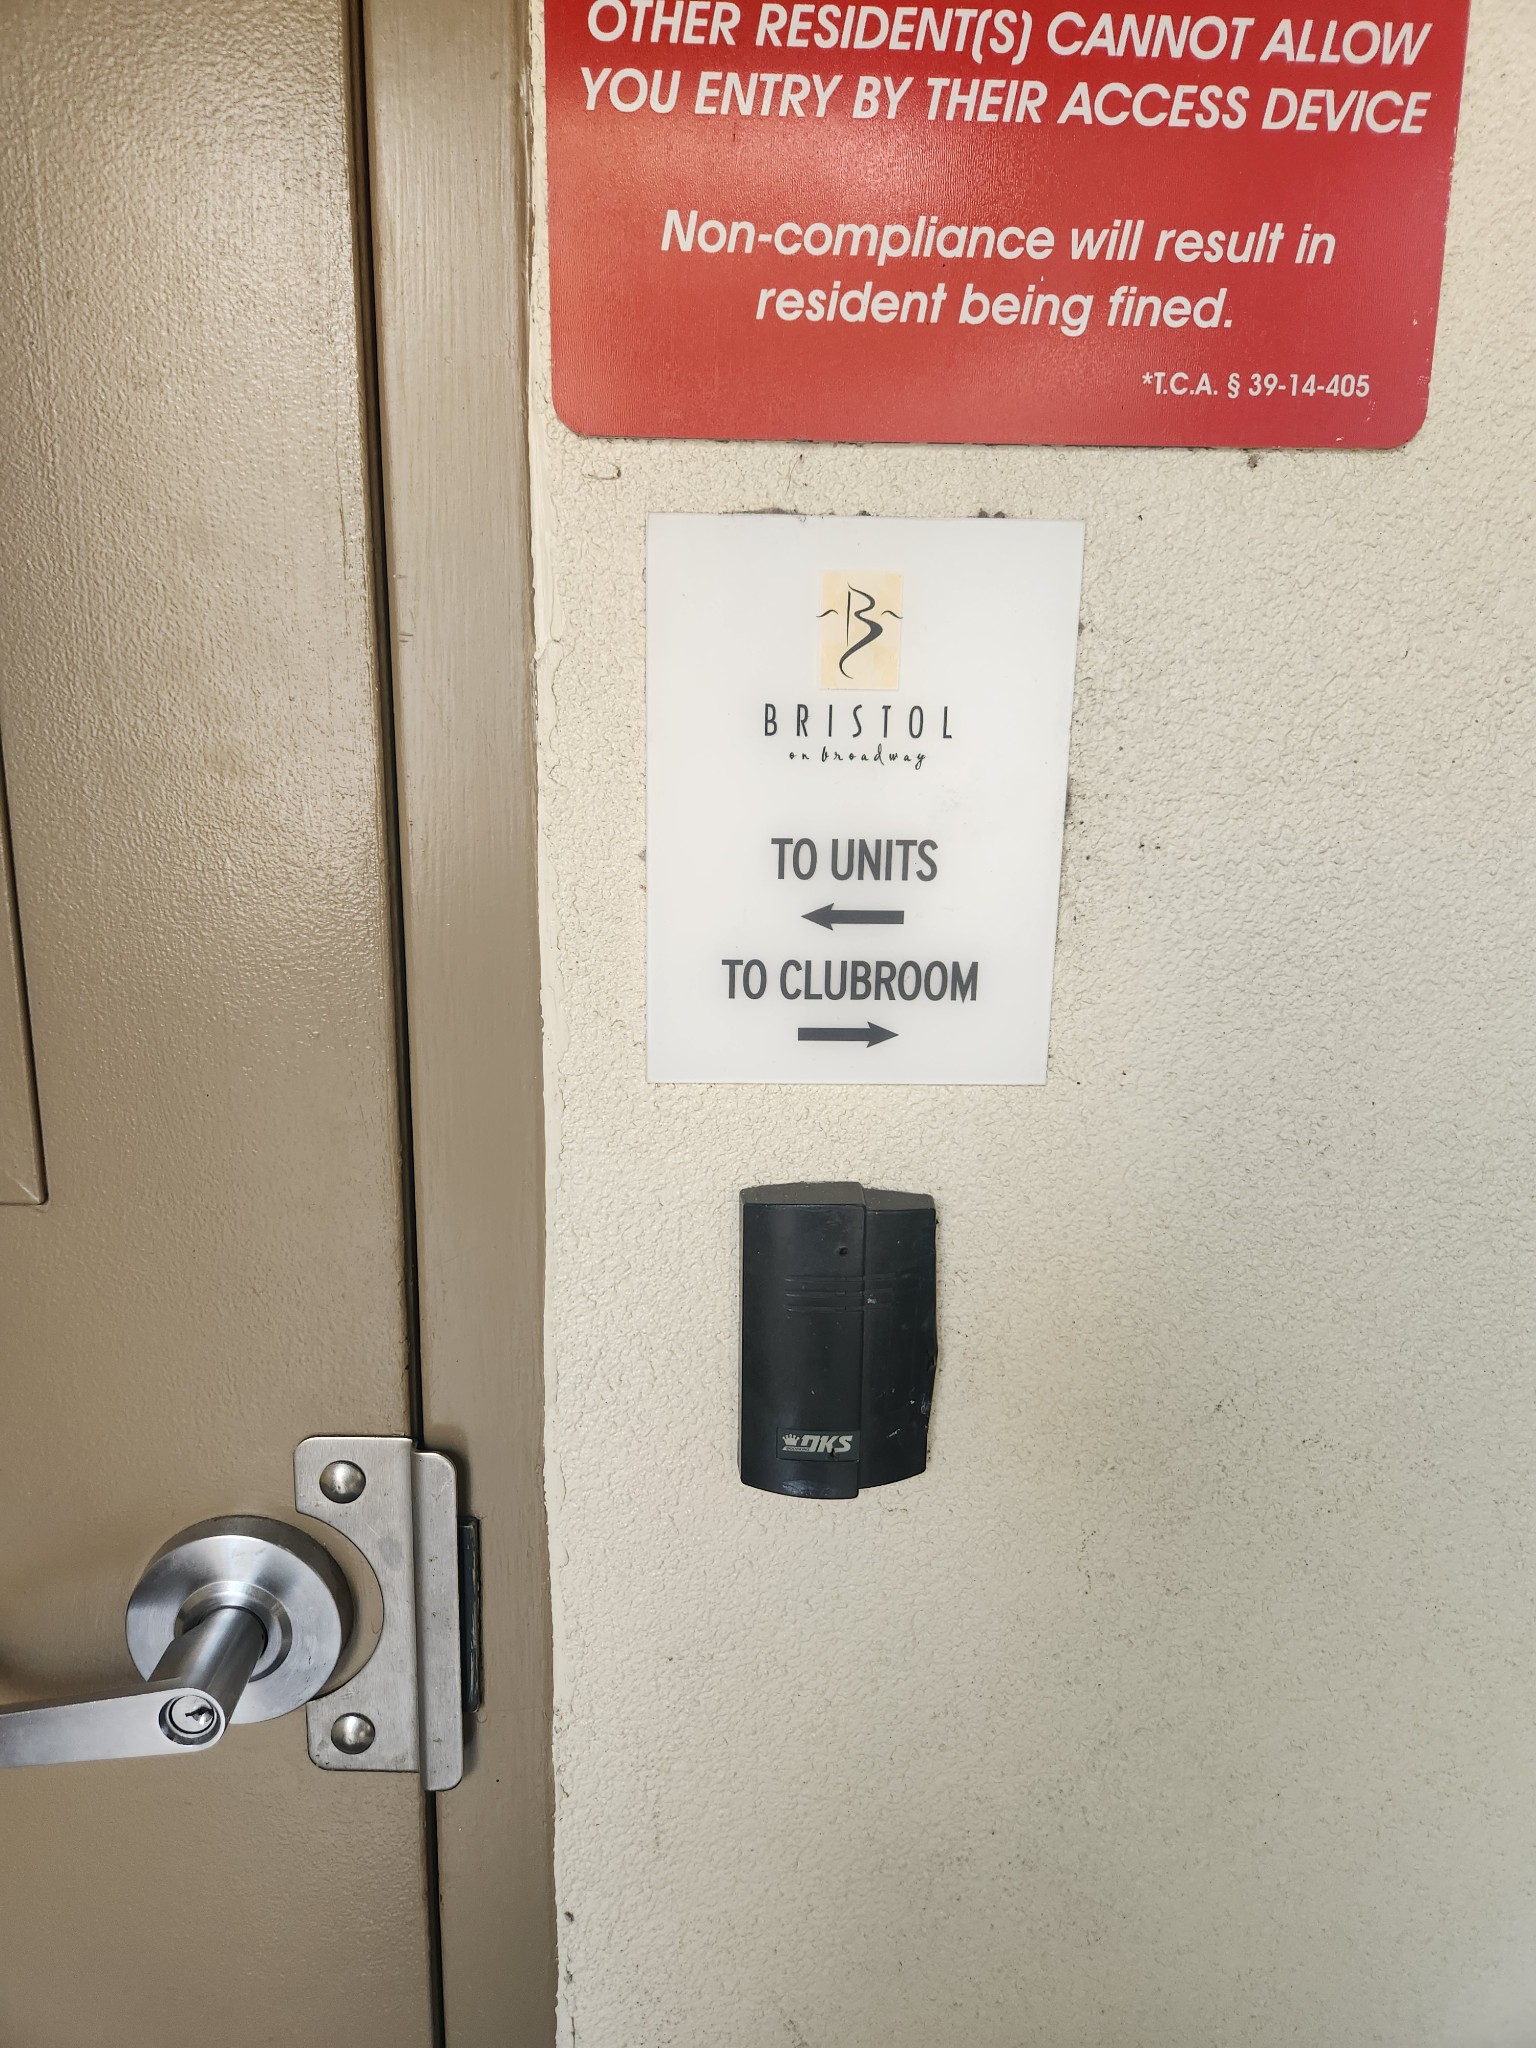 OTHER RESIDENT(S) CANNOT ALLOW
YOU ENTRY BY THEIR ACCESS DEVICE
Non-compliance will result in
resident being fined.
*T.C.A. § 39-14-405
B
BRISTOL
on broadway
TO UNITS
TO CLUBROOM
DKS